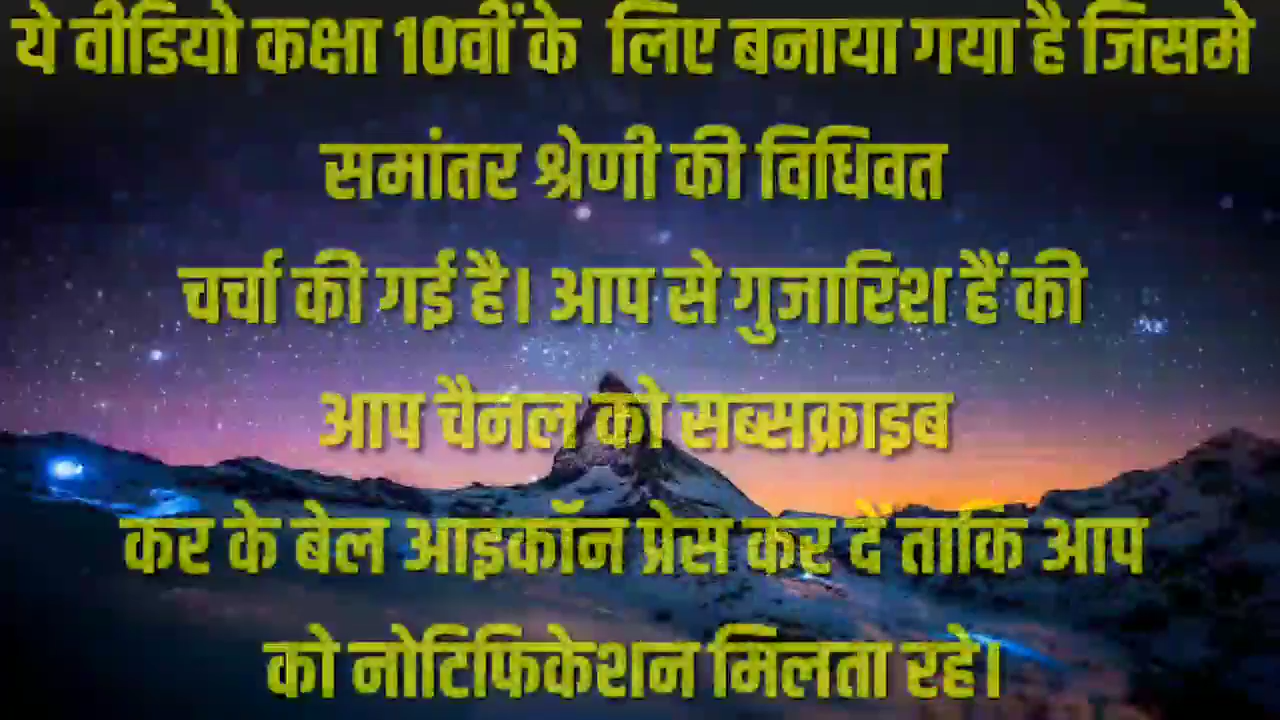 ये वीडियो कक्षा 10वीं के लिए बनाया गया है जिसमे
समांतर श्रेणी की विधिवत
चर्चा की गई है। आप से गुजारिश हैं की
आप चैनल को सब्सक्राइब
कर के बेल आइकॉन प्रेस कर दे ताकि आप
को नोटिफिकेशन मिलता रहे।